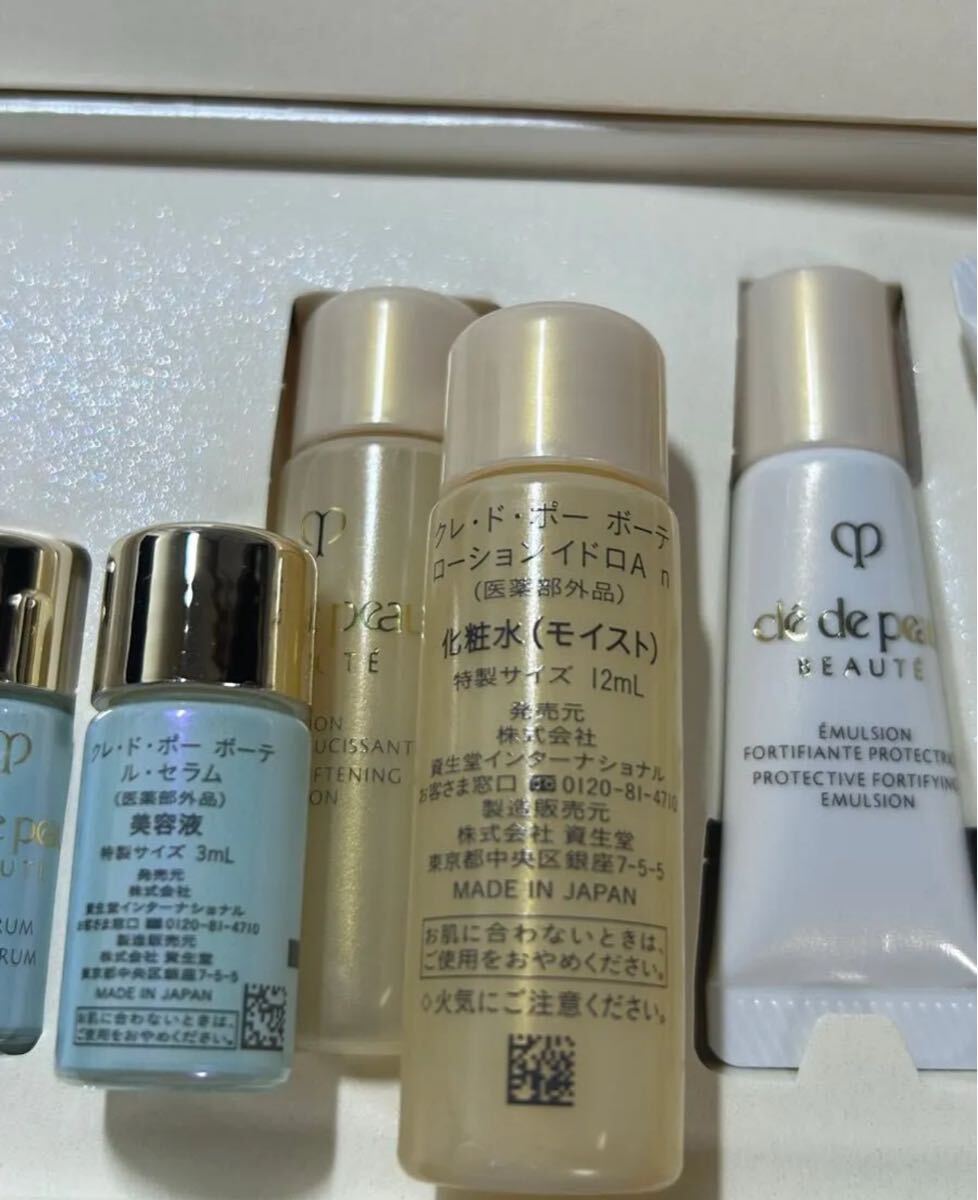 クレ・ド・ポー ボーテ
ル・セラム
(医薬部外品)
美容液
特製サイズ 3mL
発売元
株式会社
資生堂インターナショナル
お客さま窓口 0120-81-4710
製造販売元
株式会社 資生堂
東京都中央区銀座7-5-5
MADE IN JAPAN
お肌に合わないときは、
ご使用をおやめください。
クレ・ド・ポー ボーテ
ローションイドロA n
(医薬部外品)
化粧水(モイスト)
特製サイズ 12mL
発売元
株式会社
資生堂インターナショナル
お客さま窓口 0120-81-4710
製造販売元
株式会社 資生堂
東京都中央区銀座7-5-5
MADE IN JAPAN
お肌に合わないときは、
ご使用をおやめください。
◇火気にご注意ください。
clé de peau
BEAUTÉ
ÉMULSION
FORTIFIANTE
PROTECTIVE FORTIFYING
EMULSION